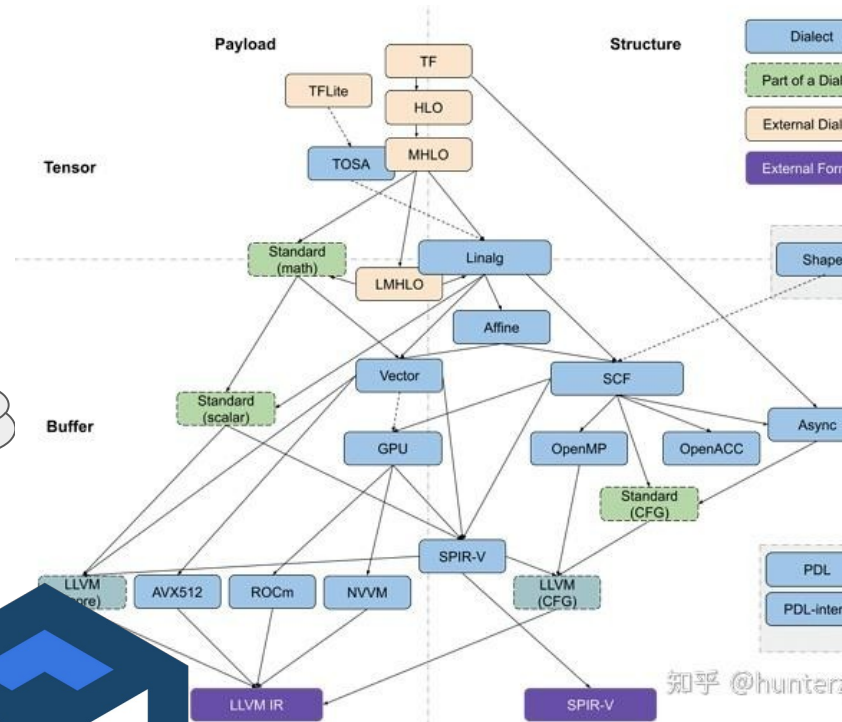 Payload
Structure
TF
Dialect
TFLite
HLO
Part of a Dial
External Dial
MHLO
TOSA
Tensor
External Form
Standard
(math)
Linalg
Shape
LMHLO
Affine
Vector
SCF
Standard
(scalar)
Buffer
Async
GPU
OpenMP
OpenACC
Standard
(CFG)
SPIR-V
PDL
LLVM
ore)
AVX512
ROCm
NVVM
LLVM
(CFG)
PDL-inter
知乎 @hunterz
LLVM IR
SPIR-V